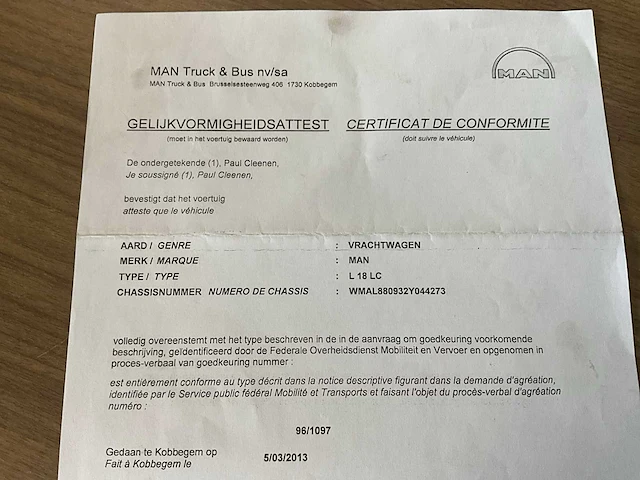 MAN Truck & Bus nv/sa
MAN Truck & Bus Brusselsesteenweg 406 1730 Kobbegem
MAN
GELIJKVORMIGHEIDSATTEST CERTIFICAT DE CONFORMITE
(moet in het voertuig bewaard worden) (doit suivre le véhicule)
De ondergetekende (1), Paul Cleenen,
Je soussigné (1), Paul Cleenen,
bevestigt dat het voertuig
atteste que le véhicule
AARD / GENRE : VRACHTWAGEN
MERK / MARQUE : MAN
TYPE / TYPE : L 18 LC
CHASSISNUMMER NUMERO DE CHASSIS : WMAL880932Y044273
volledig overeenstemt met het type beschreven in de in de aanvraag om goedkeuring voorkomende
beschrijving, geïdentificeerd door de Federale Overheidsdienst Mobiliteit en Vervoer en opgenomen in
proces-verbaal van goedkeuring nummer :
est entièrement conforme au type décrit dans la notice descriptive figurant dans la demande d'agréation,
identifiée par le Service public fédéral Mobilité et Transports et faisant l'objet du procès-verbal d'agréation
numéro :
96/1097
Gedaan te Kobbegem op 5/03/2013
Fait à Kobbegem le